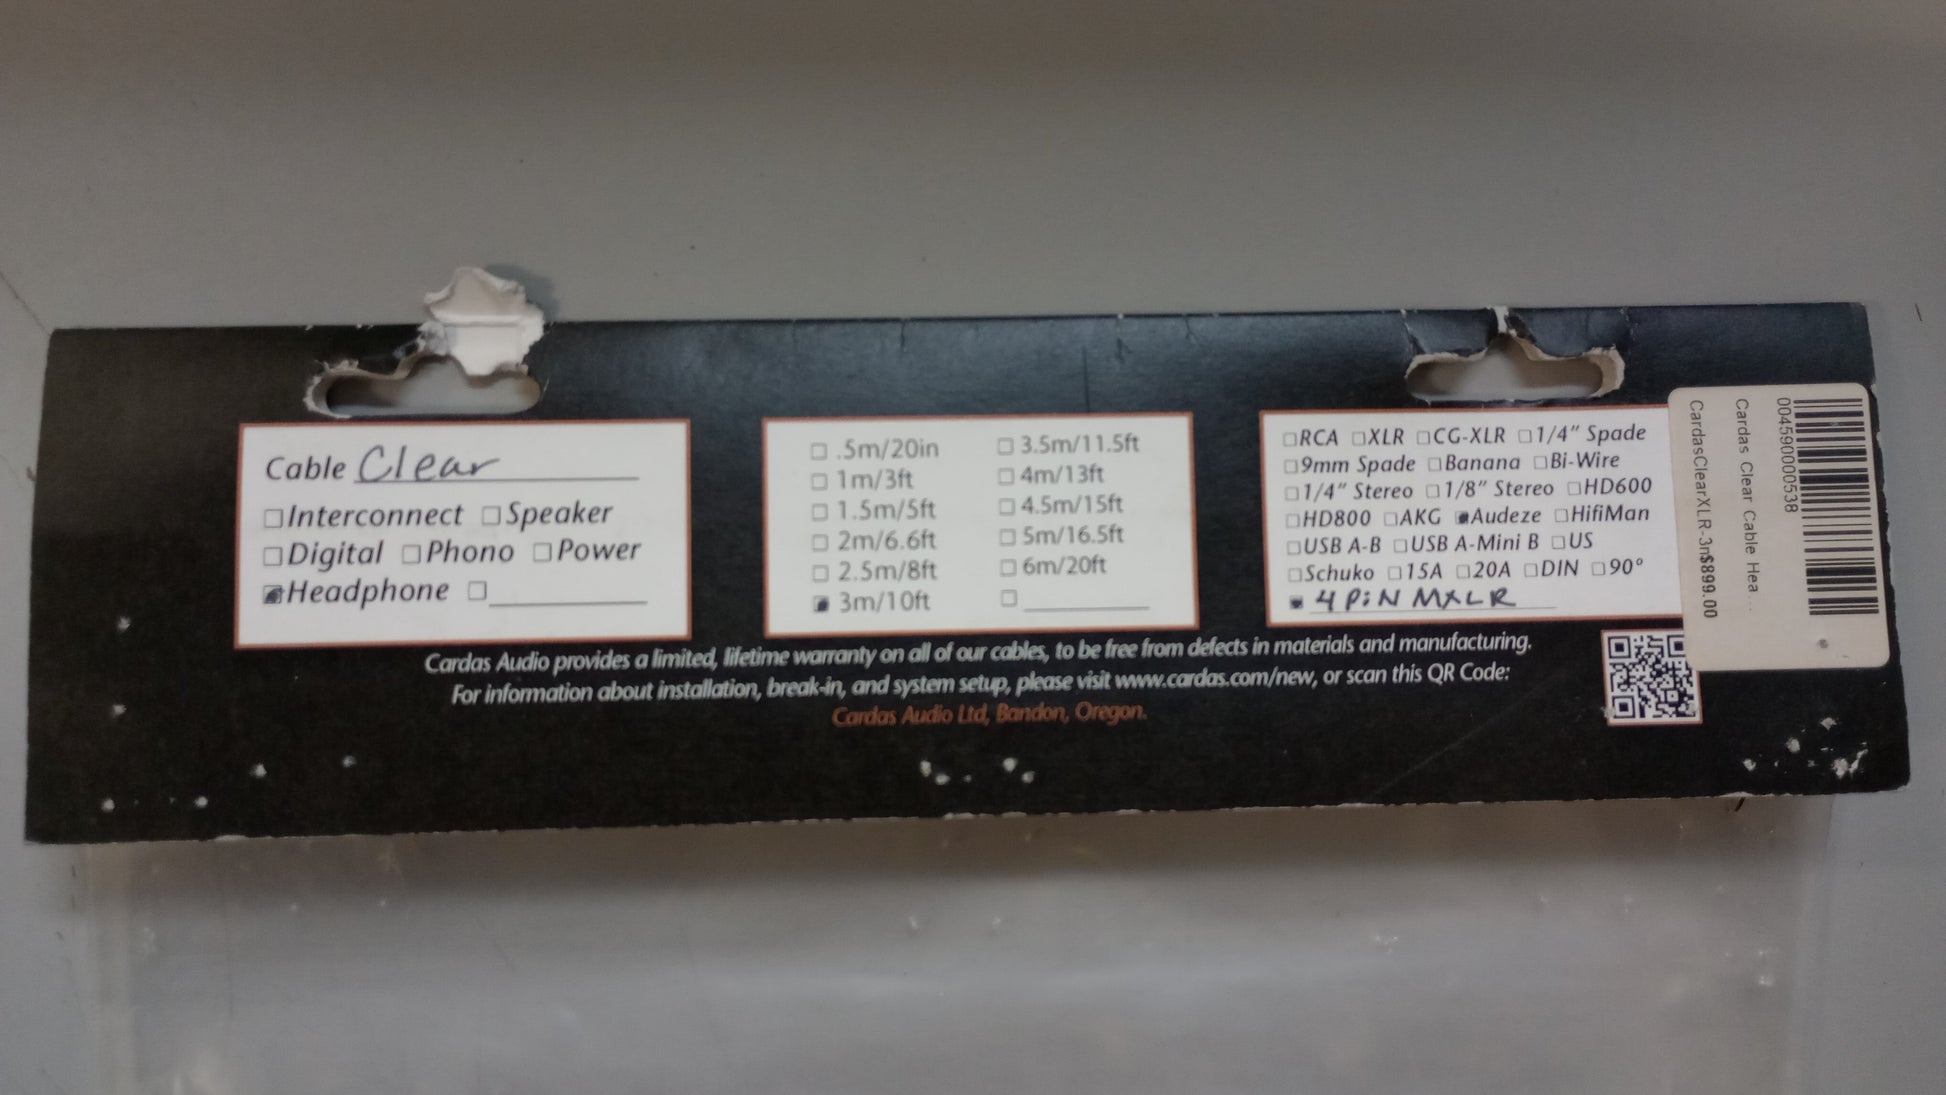 Cable Clear
☐Interconnect ☐Speaker
☐Digital ☐Phono ☐Power
☒Headphone ☐
☐ .5m/20in
☐ 1m/3ft
☐ 1.5m/5ft
☐ 2m/6.6ft
☐ 2.5m/8ft
☒ 3m/10ft
☐ 3.5m/11.5ft
☐ 4m/13ft
☐ 4.5m/15ft
☐ 5m/16.5ft
☐ 6m/20ft
☐
☐RCA ☐XLR ☐CG-XLR ☐1/4" Spade
☐9mm Spade ☐Banana ☐Bi-Wire
☐1/4" Stereo ☐1/8" Stereo ☐HD600
☐HD800 ☐AKG ☒Audeze ☐HifiMan
☐USB A-B ☐USB A-Mini B ☐US
☐Schuko ☐15A ☐20A ☐DIN ☐90°
☒ 4 PiN MXLR
Cardas Audio provides a limited, lifetime warranty on all of our cables, to be free from defects in materials and manufacturing.
For information about installation, break-in, and system setup, please visit www.cardas.com/new, or scan this QR Code:
Cardas Audio Ltd, Bandon, Oregon.
004590000538
Cardas Clear Cable Hea...
CardasClearXLR-3m$899.00